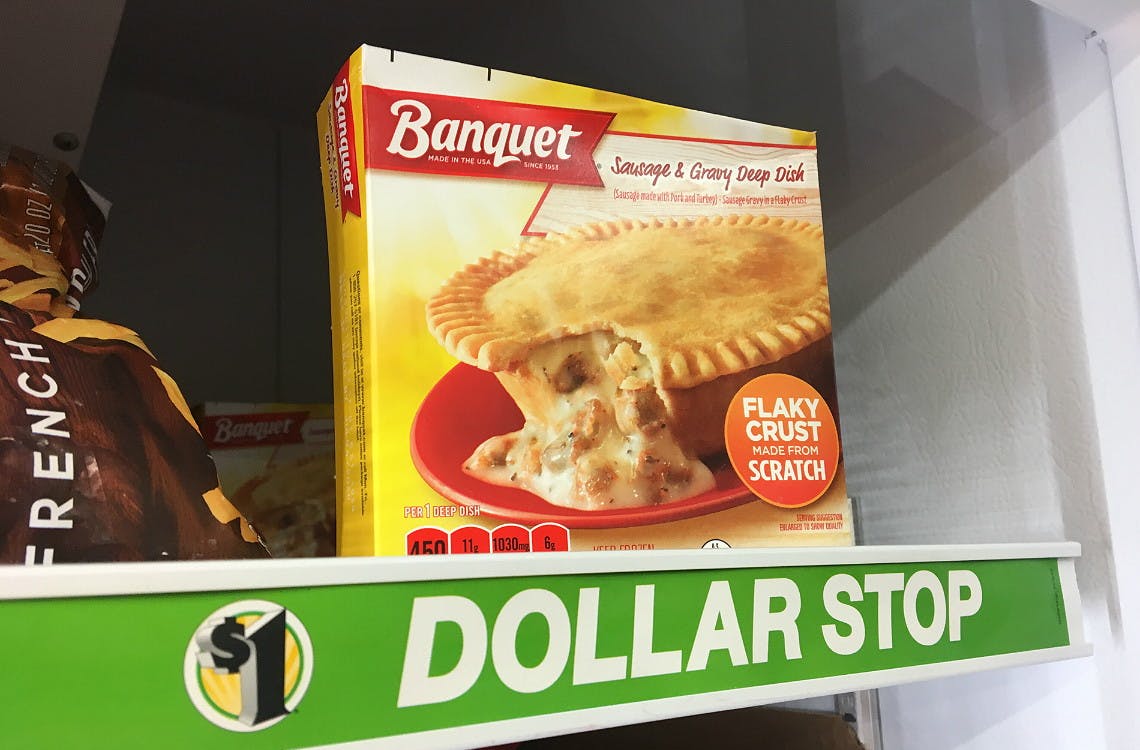 Banquet
MADE IN THE USA
SINCE 1953
Sausage & Gravy Deep Dish
(Sausage made with Pork and Turkey) - Sausage Gravy in a Flaky Crust
FLAKY
CRUST
MADE FROM
SCRATCH
PER 1 DEEP DISH
450 11g 1030mg 6g
KEEP FROZEN
SERVING SUGGESTION
ENLARGED TO SHOW QUALITY
Banquet
Banquet
FRENCH
$1 DOLLAR STOP